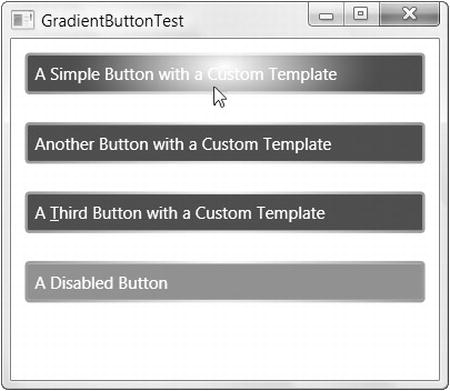 GradientButtonTest
A Simple Button with a Custom Template
Another Button with a Custom Template
A Third Button with a Custom Template
A Disabled Button